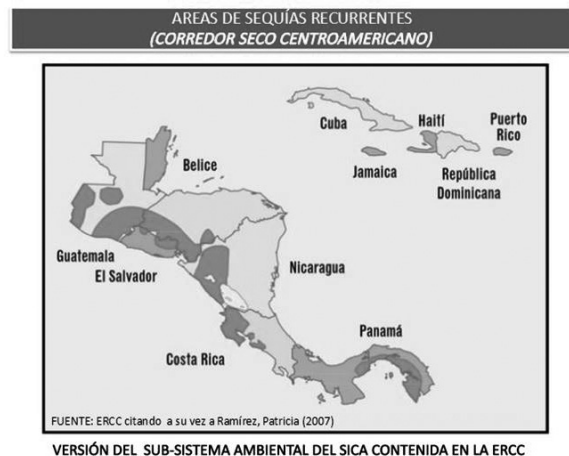 AREAS DE SEQUÍAS RECURRENTES
(CORREDOR SECO CENTROAMERICANO)
Cuba
Haití
Puerto
Rico
Jamaica
República
Dominicana
Belice
Guatemala
El Salvador
Nicaragua
Costa Rica
Panamá
FUENTE: ERCC citando a su vez a Ramírez, Patricia (2007)
VERSIÓN DEL SUB-SISTEMA AMBIENTAL DEL SICA CONTENIDA EN LA ERCC